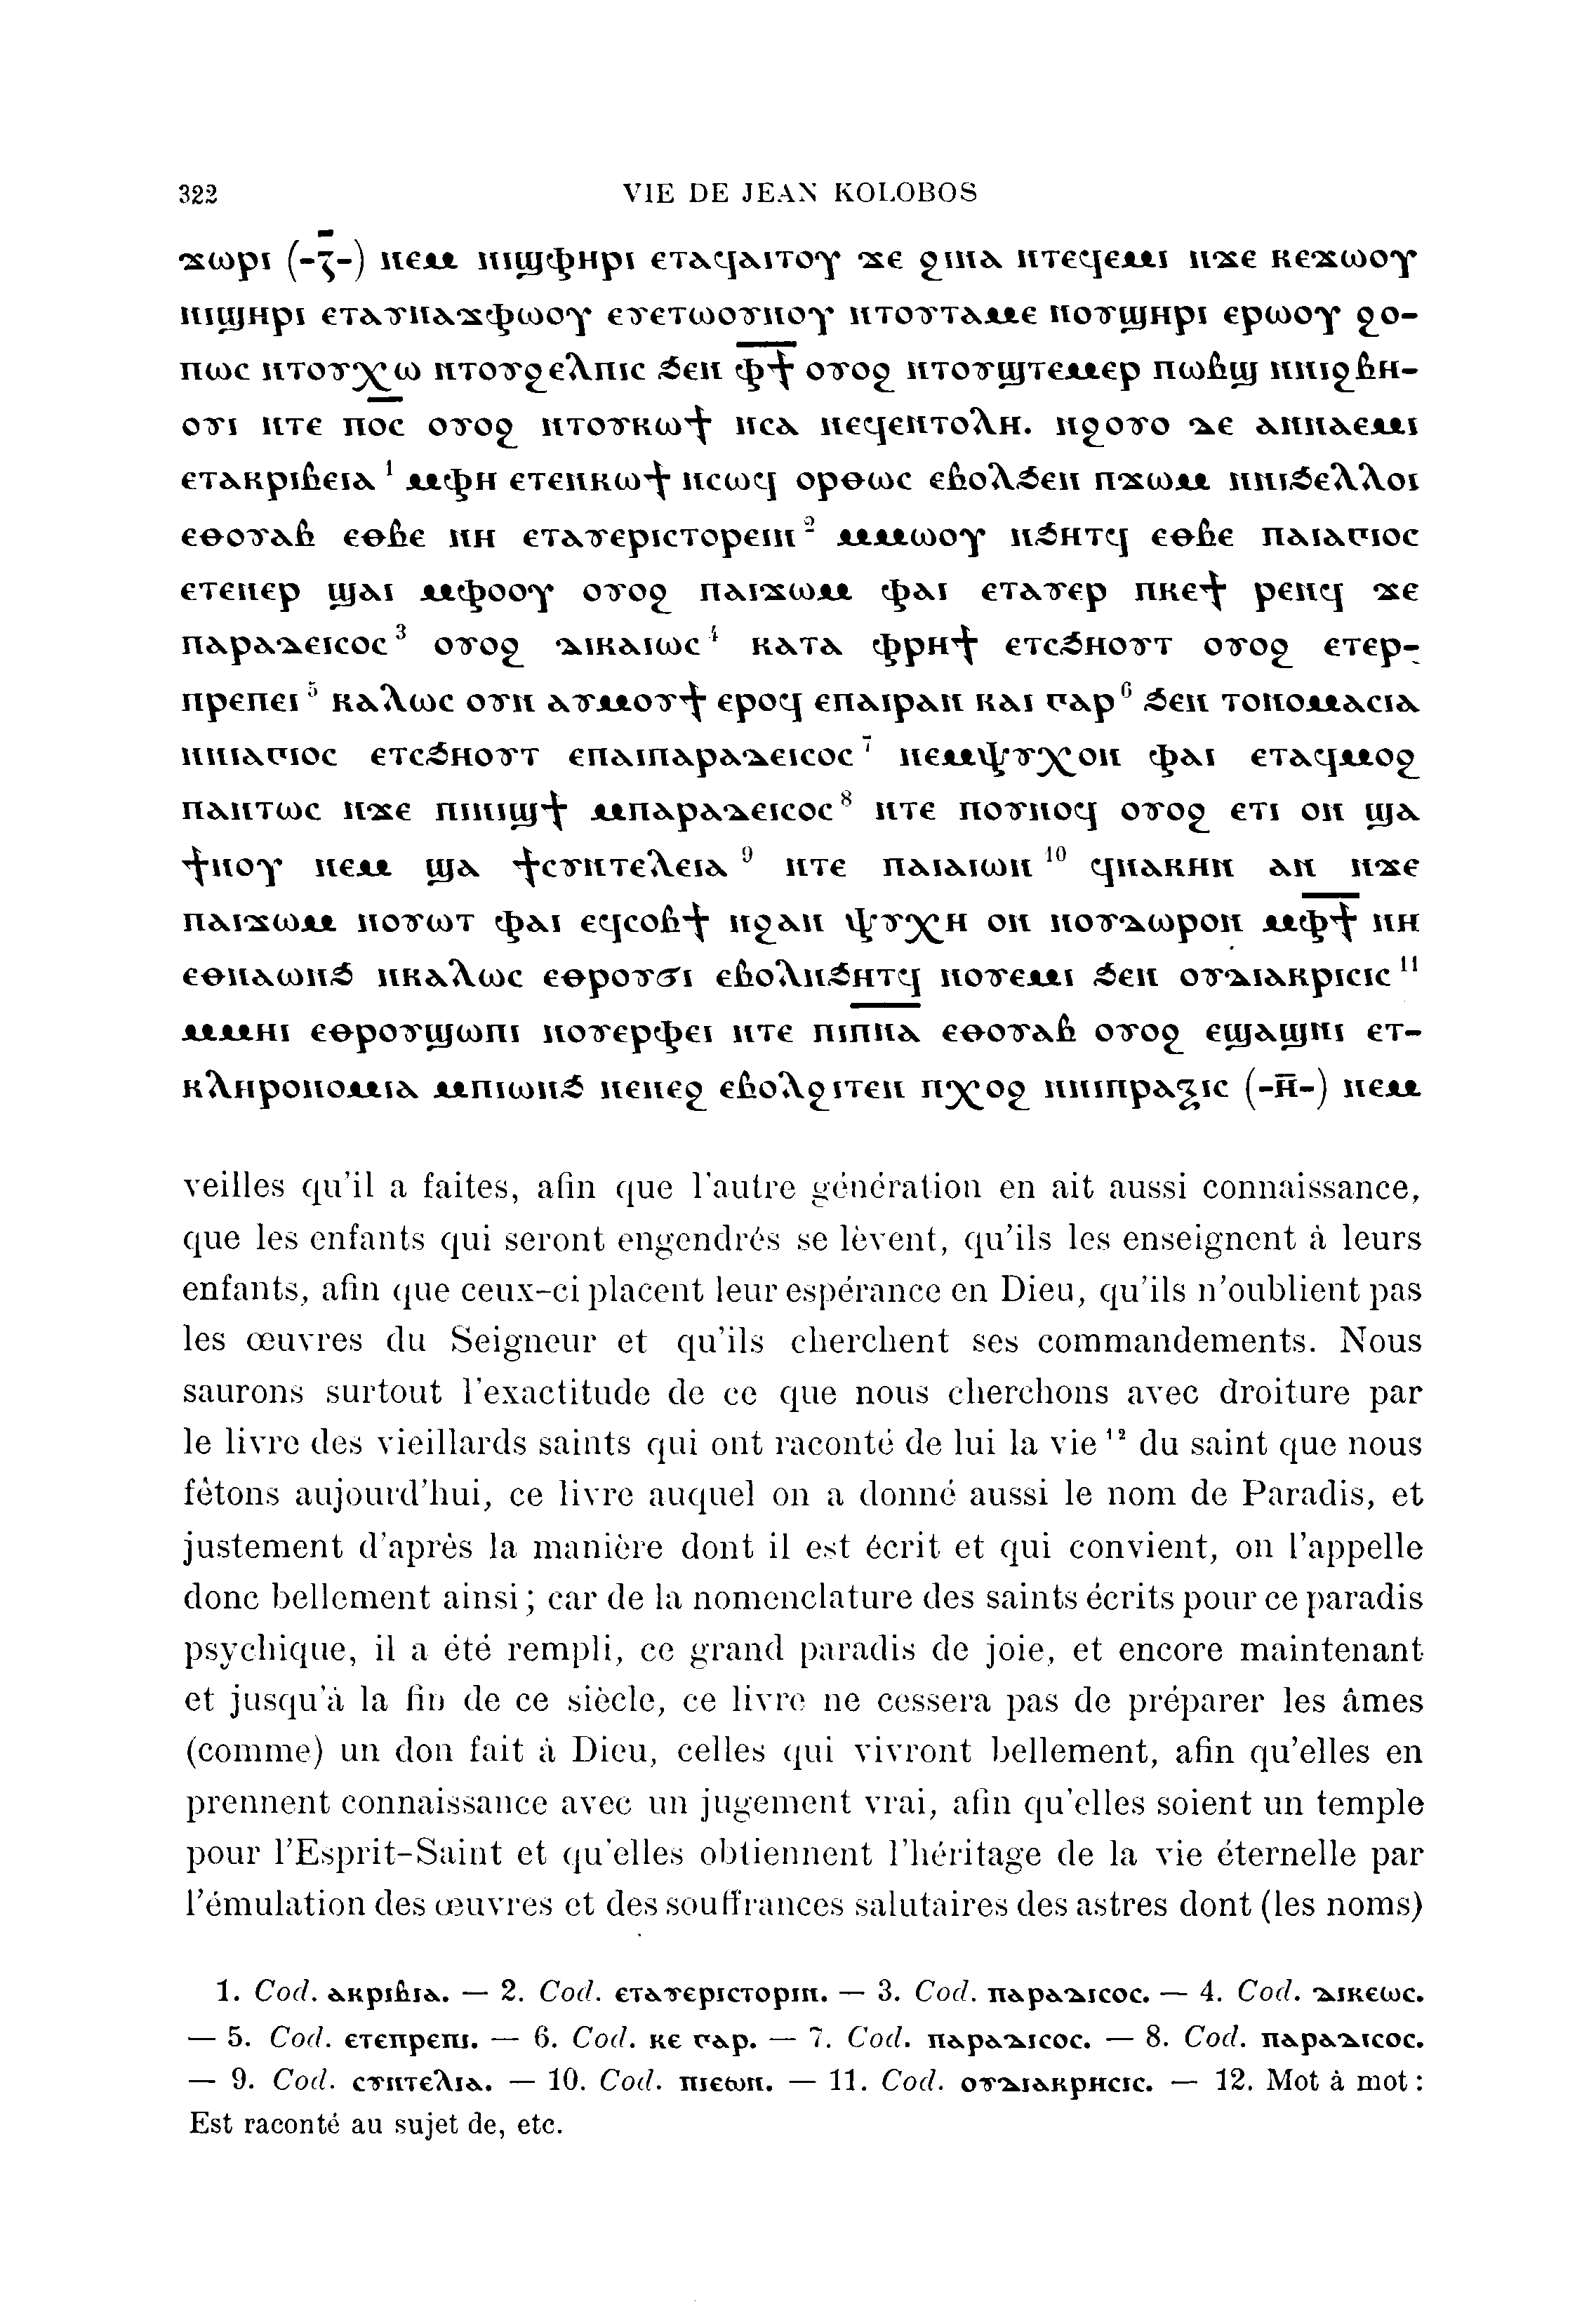 322 VIE DE JEAN KOLOBOS
ϫⲱⲣⲓ (-ⲍ̅-) ⲛⲉⲙ ⲛⲓϣⲫⲏⲣⲓ ⲉⲧⲁϥⲁⲓⲧⲟⲩ ϫⲉ ϩⲓⲛⲁ ⲛⲧⲉϥⲉⲙⲓ ⲛϫⲉ ⲕⲉϫⲱⲟⲩ
ⲛⲓϣⲏⲣⲓ ⲉⲧⲁⲩⲛⲁϫⲫⲱⲟⲩ ⲉⲩⲉⲧⲱⲟⲩⲛⲟⲩ ⲛⲧⲟⲩⲧⲁⲙⲉ ⲛⲟⲩϣⲏⲣⲓ ⲉⲣⲱⲟⲩ ϩⲟ-
ⲡⲱⲥ ⲛⲧⲟⲩⲭⲱ ⲛⲧⲟⲩϩⲉⲗⲡⲓⲥ ϧⲉⲛ ⲫ̅ϯ̅ ⲟⲩⲟϩ ⲛⲧⲟⲩϣⲧⲉⲙⲉⲣ ⲡⲱⲃϣ ⲛⲛⲓϩⲃⲏ-
ⲟⲩⲓ ⲛⲧⲉ ⲡⲟ̅ⲥ̅ ⲟⲩⲟϩ ⲛⲧⲟⲩⲕⲱϯ ⲛⲥⲁ ⲛⲉϥⲉⲛⲧⲟⲗⲏ. ⲛϩⲟⲩⲟ ⲇⲉ ⲁⲛⲛⲁⲉⲙⲓ
ⲉⲧⲁⲕⲣⲓⲃⲉⲓⲁ ¹ ⲙⲫⲏ ⲉⲧⲉⲛⲕⲱϯ ⲛⲥⲱϥ ⲟⲣⲑⲱⲥ ⲉⲃⲟⲗϧⲉⲛ ⲡϫⲱⲙ ⲛⲛⲓϧⲉⲗⲗⲟⲓ
ⲉⲑⲟⲩⲁⲃ ⲉⲑⲃⲉ ⲛⲏ ⲉⲧⲁⲩⲉⲣⲓⲥⲧⲟⲣⲉⲓⲛ ² ⲙⲙⲱⲟⲩ ⲛϧⲏⲧϥ ⲉⲑⲃⲉ ⲡⲁⲓⲁⲅⲓⲟⲥ
ⲉⲧⲉⲛⲉⲣ ϣⲁⲓ ⲙⲫⲟⲟⲩ ⲟⲩⲟϩ ⲡⲁⲓϫⲱⲙ ⲫⲁⲓ ⲉⲧⲁⲩⲉⲣ ⲡⲕⲉϯ ⲣⲉⲛϥ ϫⲉ
ⲡⲁⲣⲁⲇⲉⲓⲥⲟⲥ ³ ⲟⲩⲟϩ ⲇⲓⲕⲁⲓⲱⲥ ⁴ ⲕⲁⲧⲁ ⲫⲣⲏϯ ⲉⲧⲥϧⲏⲟⲩⲧ ⲟⲩⲟϩ ⲉⲧⲉⲣ-
ⲡⲣⲉⲡⲉⲓ ⁵ ⲕⲁⲗⲱⲥ ⲟⲩⲛ ⲁⲩⲙⲟⲩϯ ⲉⲣⲟϥ ⲉⲡⲁⲓⲣⲁⲛ ⲕⲁⲓ ⲅⲁⲣ ⁶ ϧⲉⲛ ⲧⲟⲛⲟⲙⲁⲥⲓⲁ
ⲛⲛⲓⲁⲅⲓⲟⲥ ⲉⲧⲥϧⲏⲟⲩⲧ ⲉⲡⲁⲓⲡⲁⲣⲁⲇⲉⲓⲥⲟⲥ ⁷ ⲛⲉⲙⲯⲩⲭⲟⲛ ⲫⲁⲓ ⲉⲧⲁϥⲙⲟϩ
ⲡⲁⲛⲧⲱⲥ ⲛϫⲉ ⲡⲓⲛⲓϣϯ ⲙⲡⲁⲣⲁⲇⲉⲓⲥⲟⲥ ⁸ ⲛⲧⲉ ⲡⲟⲩⲛⲟϥ ⲟⲩⲟϩ ⲉⲧⲓ ⲟⲛ ϣⲁ
ϯⲛⲟⲩ ⲛⲉⲙ ϣⲁ ϯⲥⲩⲛⲧⲉⲗⲉⲓⲁ ⁹ ⲛⲧⲉ ⲡⲁⲓⲁⲓⲱⲛ ¹⁰ ϥⲛⲁⲕⲏⲛ ⲁⲛ ⲛϫⲉ
ⲡⲁⲓϫⲱⲙ ⲛⲟⲩⲱⲧ ⲫⲁⲓ ⲉϥⲥⲟⲃϯ ⲛϩⲁⲛ ⲯⲩⲭⲏ ⲟⲛ ⲛⲟⲩⲇⲱⲣⲟⲛ ⲙⲫ̅ϯ̅ ⲛⲏ
ⲉⲑⲛⲁⲱⲛϧ ⲛⲕⲁⲗⲱⲥ ⲉⲑⲣⲟⲩϭⲓ ⲉⲃⲟⲗⲛϧⲏⲧϥ ⲛⲟⲩⲉⲙⲓ ϧⲉⲛ ⲟⲩⲇⲓⲁⲕⲣⲓⲥⲓⲥ ¹¹
ⲙⲙⲏⲓ ⲉⲑⲣⲟⲩϣⲱⲡⲓ ⲛⲟⲩⲉⲣⲫⲉⲓ ⲛⲧⲉ ⲡⲓⲡ̅ⲛ̅ⲁ̅ ⲉⲑⲟⲩⲁⲃ ⲟⲩⲟϩ ⲉϣⲁϣⲛⲓ ⲉⲧ-
ⲕⲗⲏⲣⲟⲛⲟⲙⲓⲁ ⲙⲡⲓⲱⲛϧ ⲛⲉⲛⲉϩ ⲉⲃⲟⲗϩⲓⲧⲉⲛ ⲡⲭⲟϩ ⲛⲛⲓⲡⲣⲁⲝⲓⲥ (-ⲏ̅-) ⲛⲉⲙ
veilles qu'il a faites, afin que l'autre génération en ait aussi connaissance,
que les enfants qui seront engendrés se lèvent, qu'ils les enseignent à leurs
enfants, afin que ceux-ci placent leur espérance en Dieu, qu'ils n'oublient pas
les œuvres du Seigneur et qu'ils cherchent ses commandements. Nous
saurons surtout l'exactitude de ce que nous cherchons avec droiture par
le livre des vieillards saints qui ont raconté de lui la vie ¹² du saint que nous
fêtons aujourd'hui, ce livre auquel on a donné aussi le nom de Paradis, et
justement d'après la manière dont il est écrit et qui convient, on l'appelle
donc bellement ainsi ; car de la nomenclature des saints écrits pour ce paradis
psychique, il a été rempli, ce grand paradis de joie, et encore maintenant
et jusqu'à la fin de ce siècle, ce livre ne cessera pas de préparer les âmes
(comme) un don fait à Dieu, celles qui vivront bellement, afin qu'elles en
prennent connaissance avec un jugement vrai, afin qu'elles soient un temple
pour l'Esprit-Saint et qu'elles obtiennent l'héritage de la vie éternelle par
l'émulation des œuvres et des souffrances salutaires des astres dont (les noms)
1. Cod. ⲁⲕⲣⲓⲃⲓⲁ. — 2. Cod. ⲉⲧⲁⲩⲉⲣⲓⲥⲧⲟⲣⲓⲛ. — 3. Cod. ⲡⲁⲣⲁⲇⲓⲥⲟⲥ. — 4. Cod. ⲇⲓⲕⲉⲱⲥ.
— 5. Cod. ⲉⲧⲉⲡⲣⲉⲡⲓ. — 6. Cod. ⲕⲉ ⲅⲁⲣ. — 7. Cod. ⲡⲁⲣⲁⲇⲓⲥⲟⲥ. — 8. Cod. ⲡⲁⲣⲁⲇⲓⲥⲟⲥ.
— 9. Cod. ⲥⲩⲛⲧⲉⲗⲓⲁ. — 10. Cod. ⲡⲓⲉⲱⲛ. — 11. Cod. ⲟⲩⲇⲓⲁⲕⲣⲏⲥⲓⲥ. — 12. Mot à mot :
Est raconté au sujet de, etc.